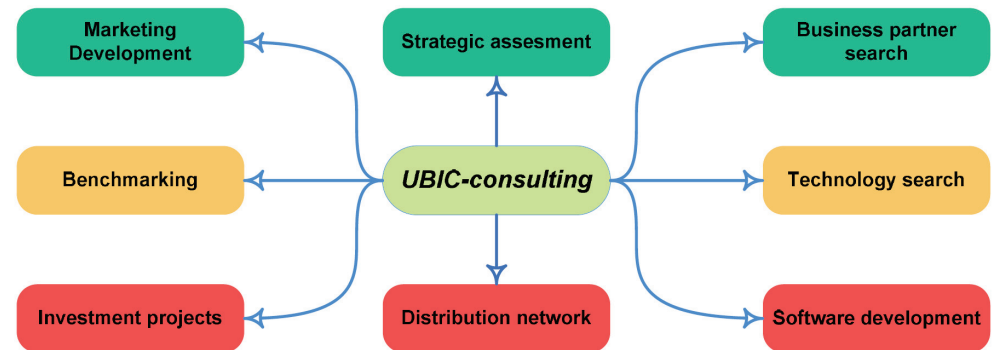 Marketing
Development
Strategic assesment
Business partner
search
Benchmarking
UBIC-consulting
Technology search
Investment projects
Distribution network
Software development